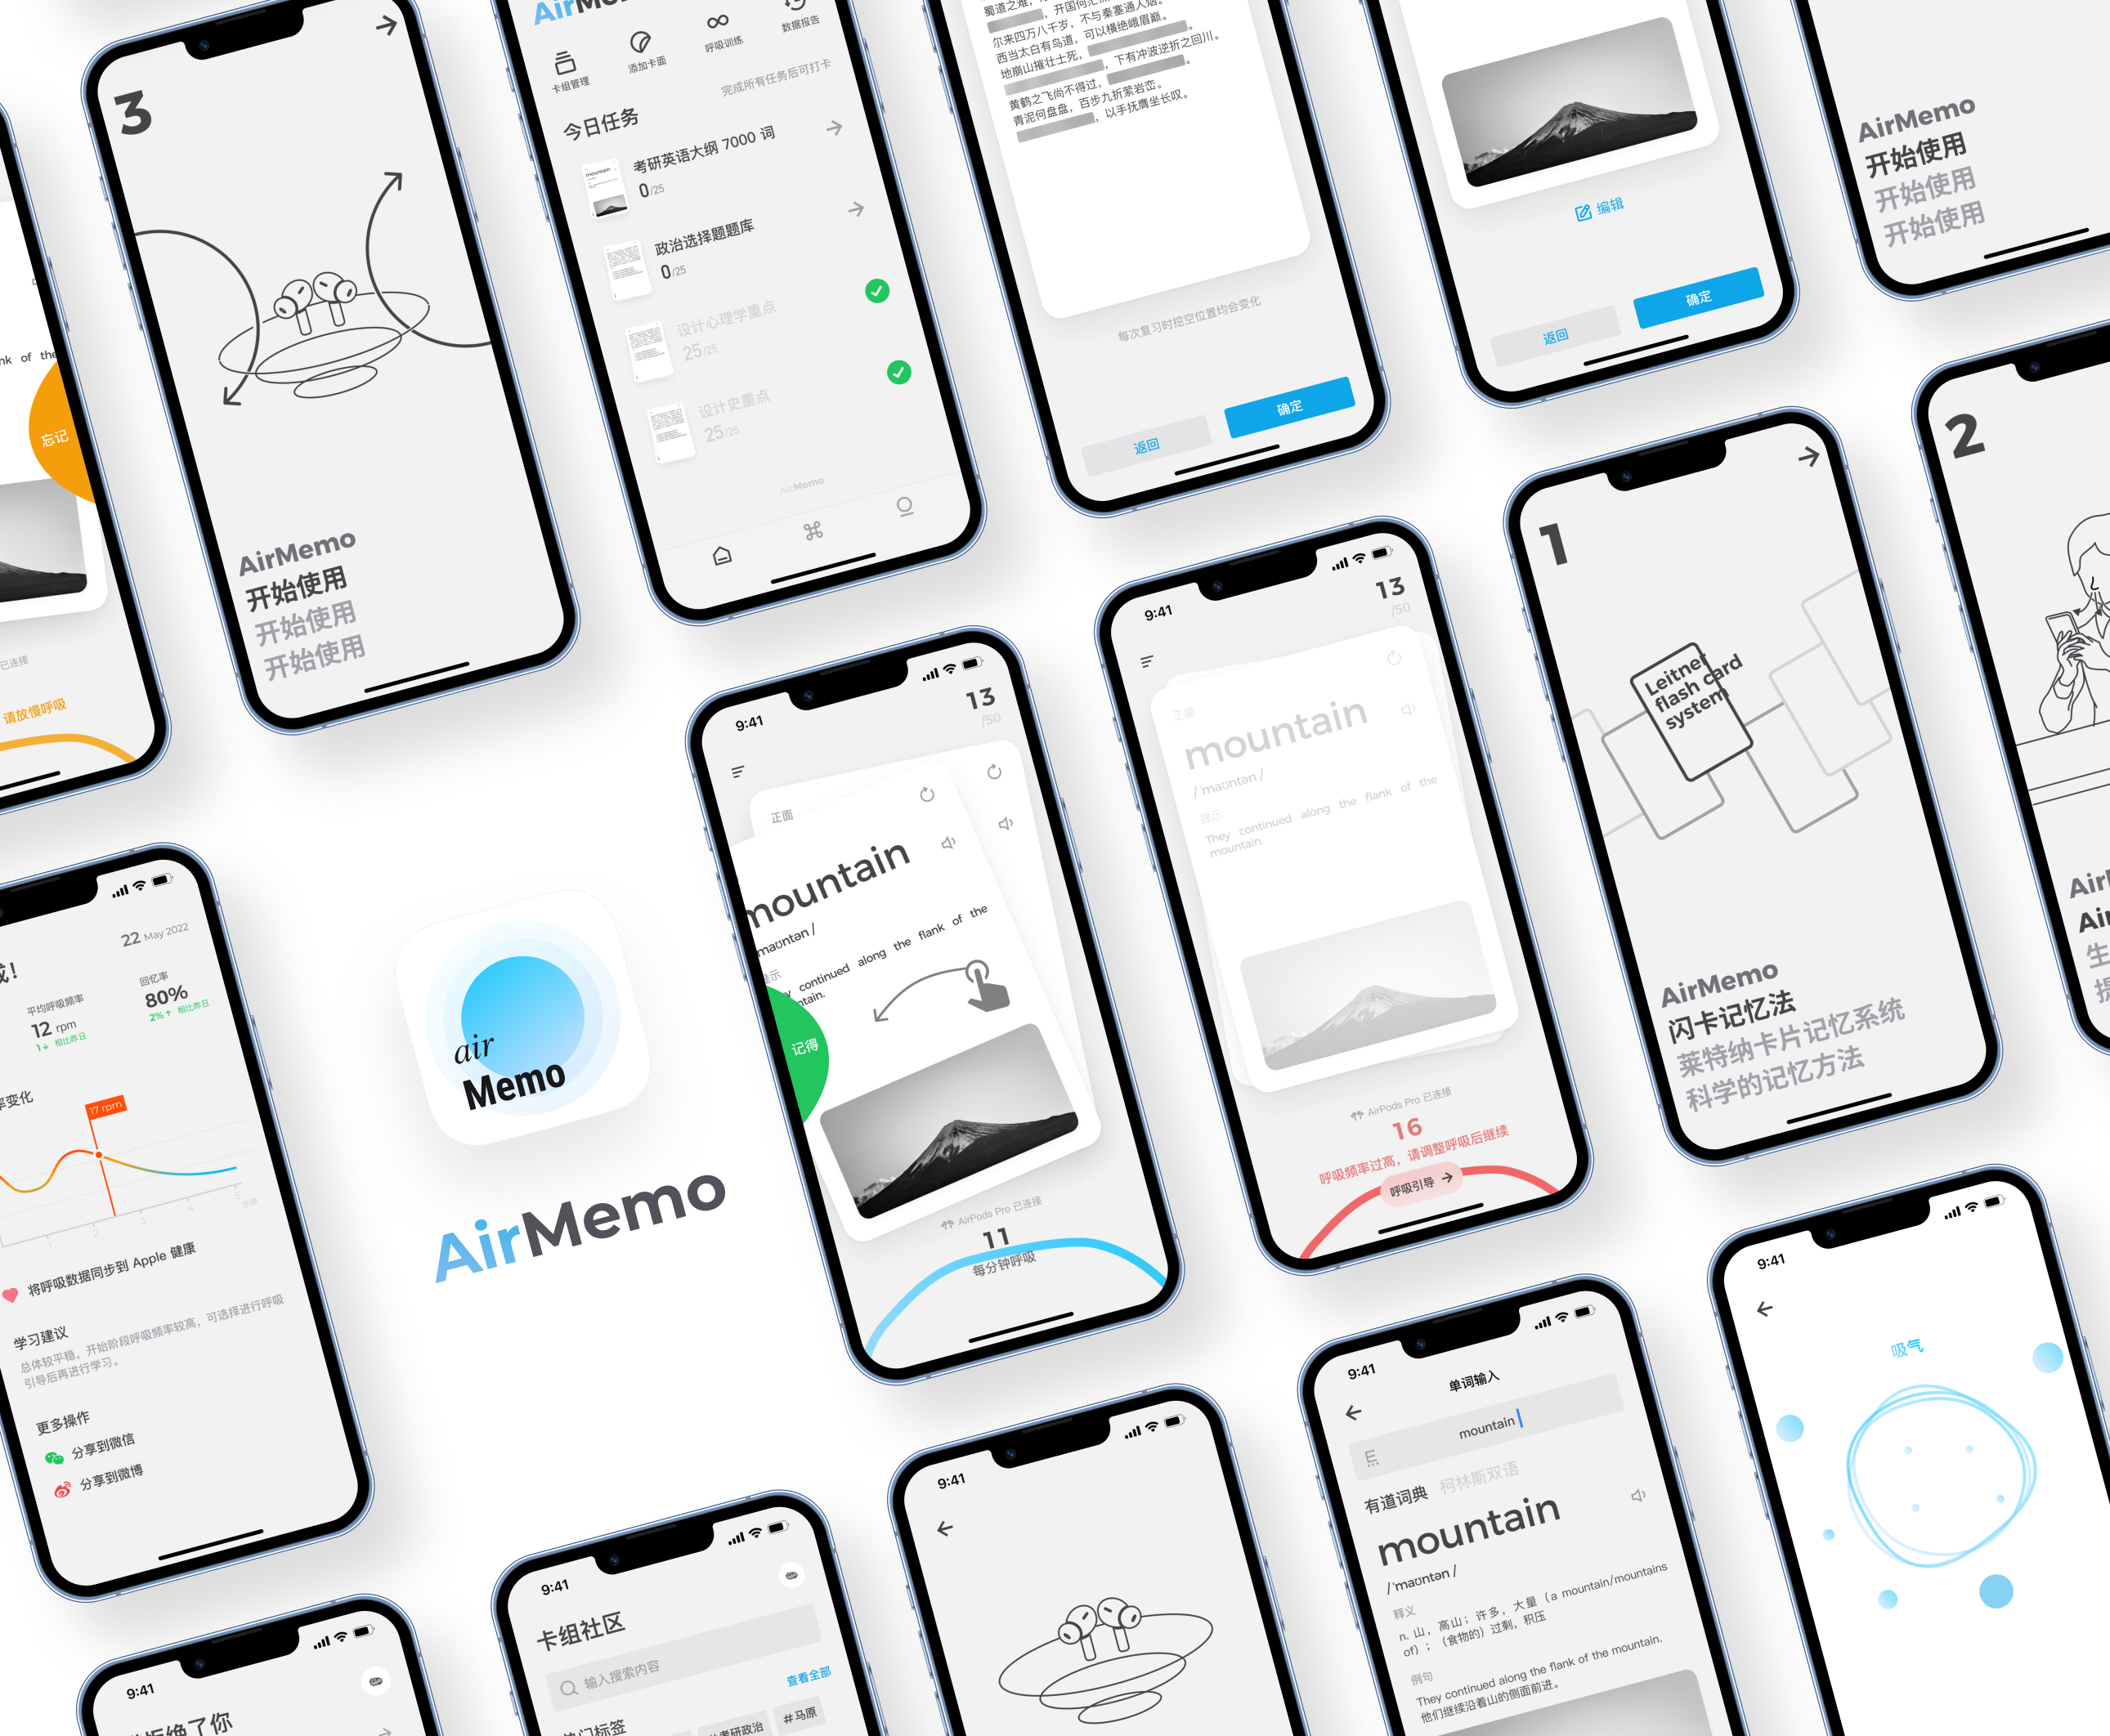 nk of the
忘记
已连接
请放慢呼吸
3
AirMemo
开始使用
开始使用
开始使用
卡组管理
添加卡面
呼吸训练
数据报告
完成所有任务后可打卡
今日任务
考研英语大纲 7000 词
0/25
政治选择题题库
0/25
设计心理学重点
25/25
设计史重点
25/25
AirMemo
蜀道之难，
，开国何茫然
尔来四万八千岁，不与秦塞通人烟。
西当太白有鸟道，可以横绝峨眉巅。
地崩山摧壮士死，
，下有冲波逆折之回川。
黄鹤之飞尚不得过，
青泥何盘盘，百步九折萦岩峦。
，以手抚膺坐长叹。
每次复习时挖空位置均会变化
返回
确定
编辑
返回
确定
AirMemo
开始使用
开始使用
开始使用
22 May 2022
平均呼吸频率
12 rpm
1↓ 相比昨日
回忆率
80%
2%↑ 相比昨日
率变化
17 rpm
1
2
3
4
5
分钟
将呼吸数据同步到 Apple 健康
学习建议
总体较平稳，开始阶段呼吸频率较高，可选择进行呼吸
引导后再进行学习。
更多操作
分享到微信
分享到微博
air
Memo
AirMemo
9:41
13
/50
正面
mountain
/ˈmaʊntən /
提示
continued along the flank of the
记得
AirPods Pro 已连接
11
每分钟呼吸
9:41
13
/50
正面
mountain
/ˈmaʊntən /
提示
They continued along the flank of the
mountain.
AirPods Pro 已连接
16
呼吸频率过高，请调整呼吸后继续
呼吸引导 →
1
Leitner
flash card
system
AirMemo
闪卡记忆法
莱特纳卡片记忆系统
科学的记忆方法
2
9:41
拒绝了你
9:41
卡组社区
输入搜索内容
查看全部
热门标签
考研政治
#马原
9:41
9:41
单词输入
mountain
有道词典
柯林斯双语
mountain
/ˈmaʊntən /
释义
n. 山，高山；许多，大量（a mountain/mountains
of）；（食物的）过剩，积压
例句
They continued along the flank of the mountain.
他们继续沿着山的侧面前进。
9:41
吸气